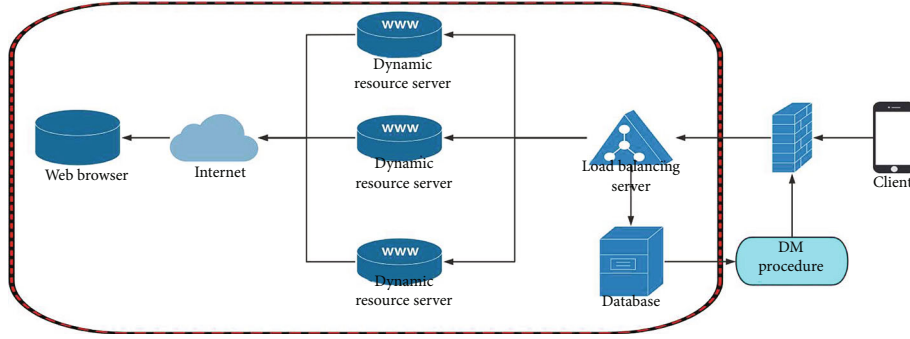 WWW
Dynamic
resource server
WWW
Dynamic
resource server
WWW
Dynamic
resource server
Web browser
Internet
Load balancing
server
Database
DM
procedure
Client